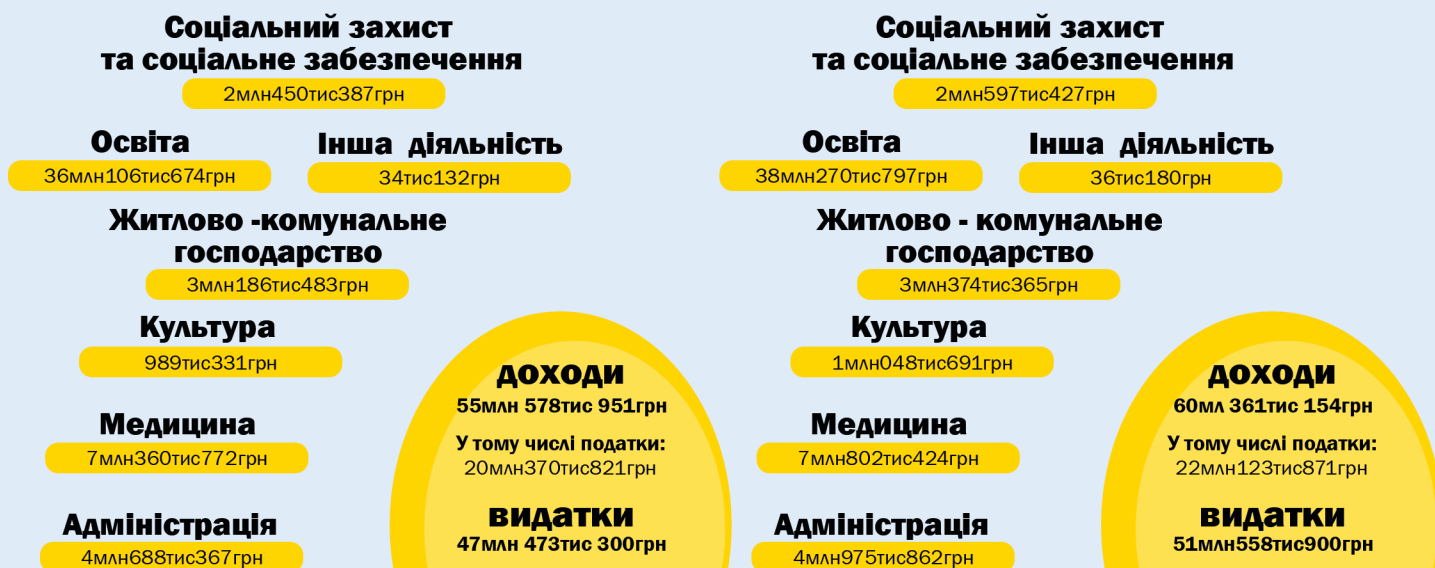 Соціальний захист
та соціальне забезпечення
2млн450тис387грн
Освіта
36млн106тис674грн
Інша діяльність
34тис132грн
Житлово -комунальне
господарство
3млн186тис483грн
Культура
989тис331грн
Медицина
7млн360тис772грн
Адміністрація
4млн688тис367грн
доходи
55млн 578тис 951грн
У тому числі податки:
20млн370тис821грн
видатки
47млн 473тис 300грн
Соціальний захист
та соціальне забезпечення
2млн597тис427грн
Освіта
38млн270тис797грн
Інша діяльність
36тис180грн
Житлово - комунальне
господарство
3млн374тис365грн
Культура
1млн048тис691грн
Медицина
7млн802тис424грн
Адміністрація
4млн975тис862грн
доходи
60мл 361тис 154грн
У тому числі податки:
22млн123тис871грн
видатки
51млн558тис900грн